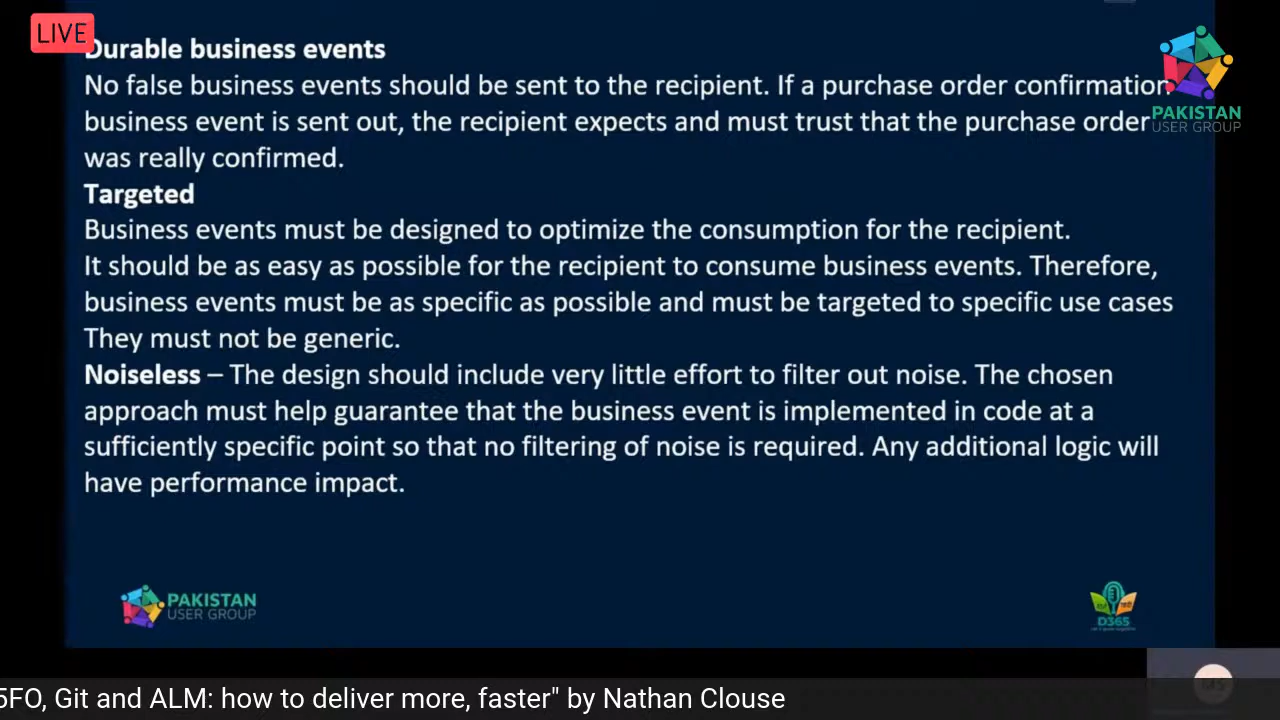 LIVE
Durable business events
No false business events should be sent to the recipient. If a purchase order confirmation
business event is sent out, the recipient expects and must trust that the purchase order
was really confirmed.
Targeted
Business events must be designed to optimize the consumption for the recipient.
It should be as easy as possible for the recipient to consume business events. Therefore,
business events must be as specific as possible and must be targeted to specific use cases
They must not be generic.
Noiseless – The design should include very little effort to filter out noise. The chosen
approach must help guarantee that the business event is implemented in code at a
sufficiently specific point so that no filtering of noise is required. Any additional logic will
have performance impact.
PAKISTAN
USER GROUP
PAKISTAN
USER GROUP
D365
5FO, Git and ALM: how to deliver more, faster" by Nathan Clouse